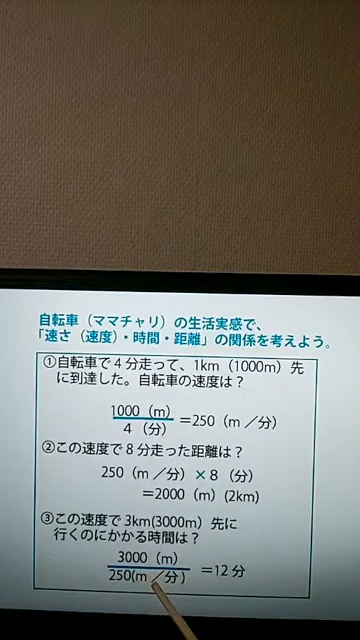 自転車（ママチャリ）の生活実感で、
「速さ（速度）・時間・距離」の関係を考えよう。
①自転車で4分走って、1km（1000m）先
に到達した。自転車の速度は？
1000（m）
4（分）
＝250（m／分）
②この速度で8分走った距離は？
250（m／分）×8（分）
＝2000（m）(2km)
③この速度で3km(3000m）先に
行くのにかかる時間は？
3000（m）
250(m／分）
＝12分